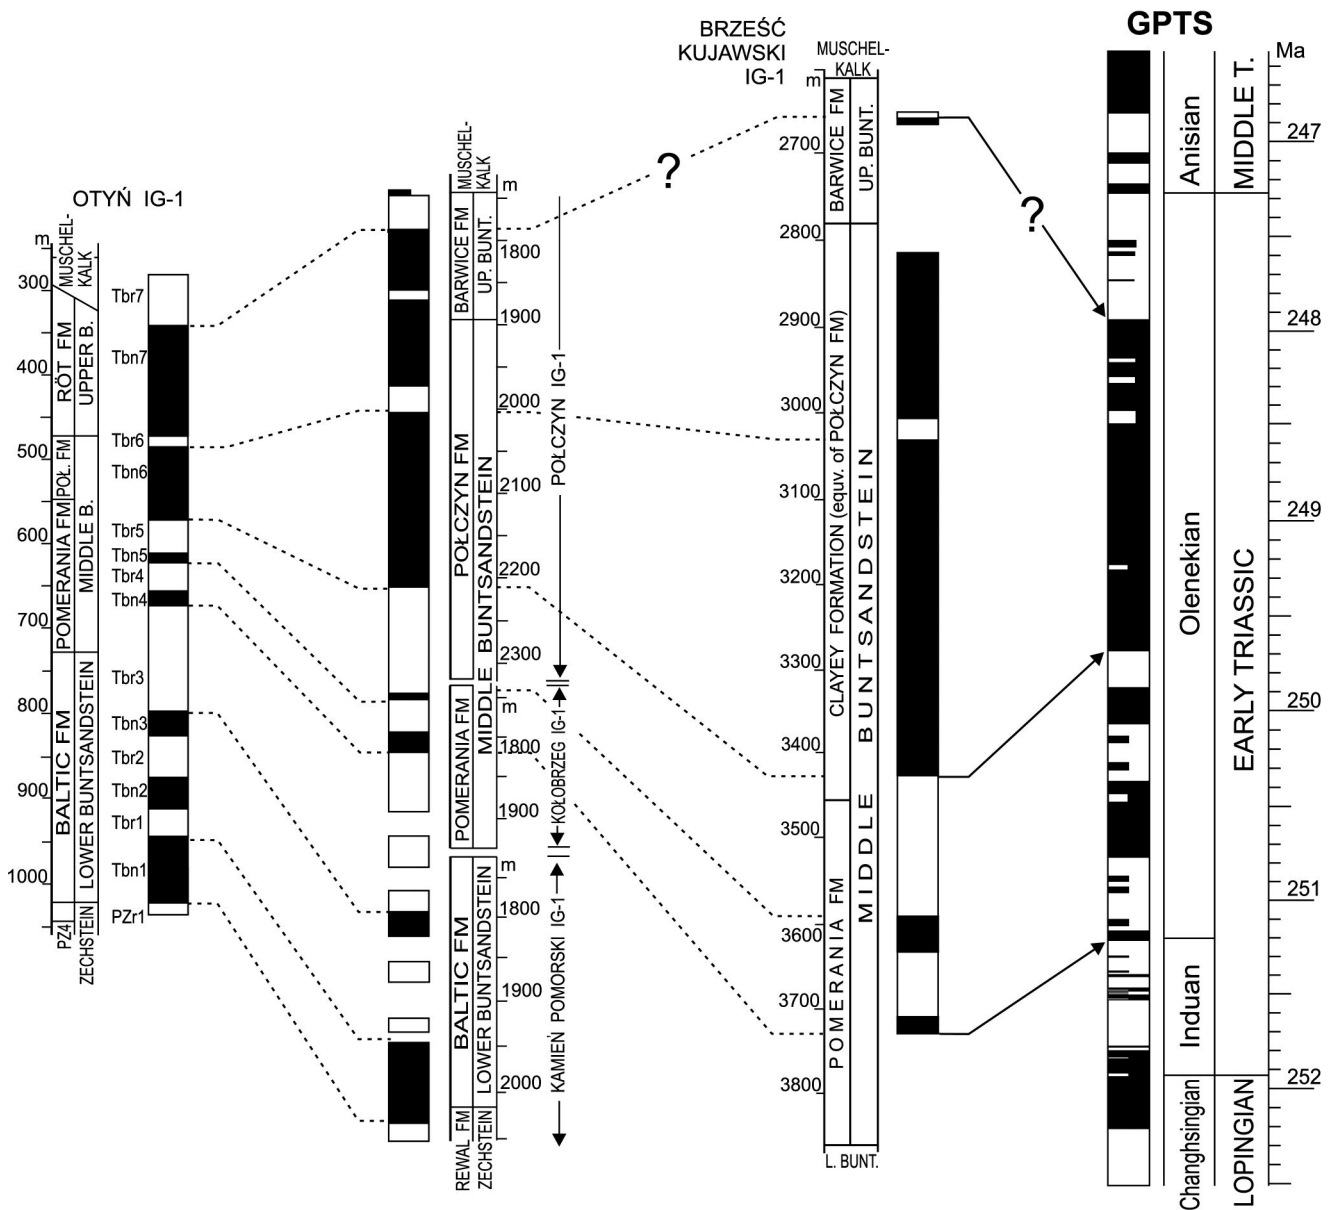 GPTS
BRZEŚĆ
KUJAWSKI
IG-1
MUSCHEL-
KALK
m
BARWICE FM
UP. BUNT.
CLAYEY FORMATION (equv. of POŁCZYN FM)
MIDDLE BUNTSANDSTEIN
POMERANIA FM
L. BUNT.
2700
2800
2900
3000
3100
3200
3300
3400
3500
3600
3700
3800
OTYŃ IG-1
m
MUSCHEL-
KALK
RÖT FM
UPPER B.
POŁ. FM
POMERANIA FM
MIDDLE B.
BALTIC FM
LOWER BUNTSANDSTEIN
PZ4
ZECHSTEIN
300
400
500
600
700
800
900
1000
Tbr7
Tbn7
Tbr6
Tbn6
Tbr5
Tbn5
Tbr4
Tbn4
Tbr3
Tbn3
Tbr2
Tbn2
Tbr1
Tbn1
PZr1
MUSCHEL-
KALK
m
BARWICE FM
UP. BUNT.
POŁCZYN FM
MIDDLE BUNTSANDSTEIN
POMERANIA FM
BALTIC FM
LOWER BUNTSANDSTEIN
REWAL FM
ZECHSTEIN
1800
1900
2000
2100
2200
2300
m
1800
1900
m
1800
1900
2000
POŁCZYN IG-1
KOŁOBRZEG IG-1
KAMIEN POMORSKI IG-1
?
?
Ma
247
248
249
250
251
252
Anisian
MIDDLE T.
Olenekian
EARLY TRIASSIC
Induan
Changhsingian
LOPINGIAN